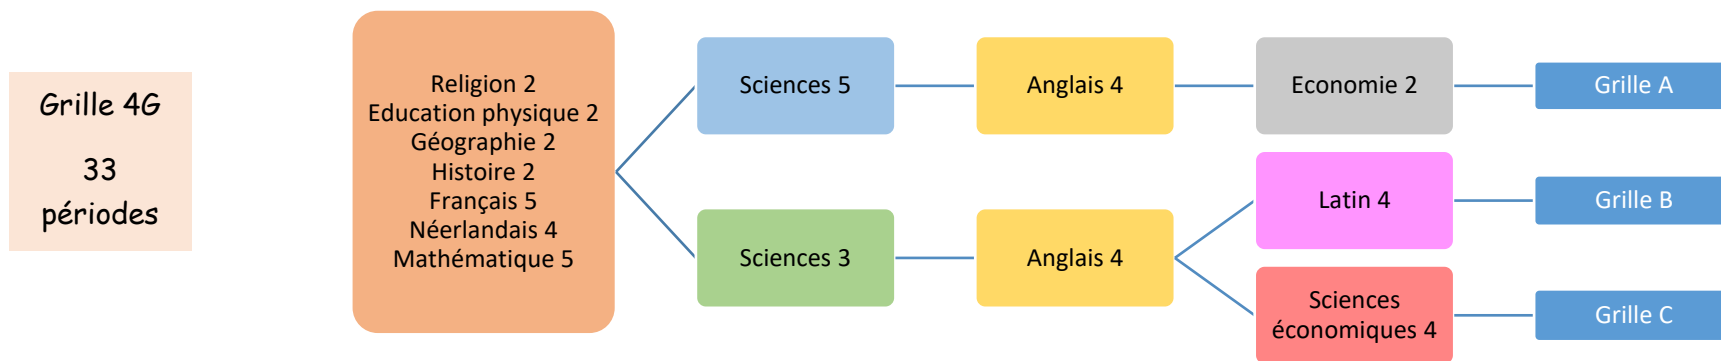 Grille 4G
33
périodes
Religion 2
Education physique 2
Géographie 2
Histoire 2
Français 5
Néerlandais 4
Mathématique 5
Sciences 5
Anglais 4
Economie 2
Grille A
Sciences 3
Anglais 4
Latin 4
Grille B
Sciences
économiques 4
Grille C